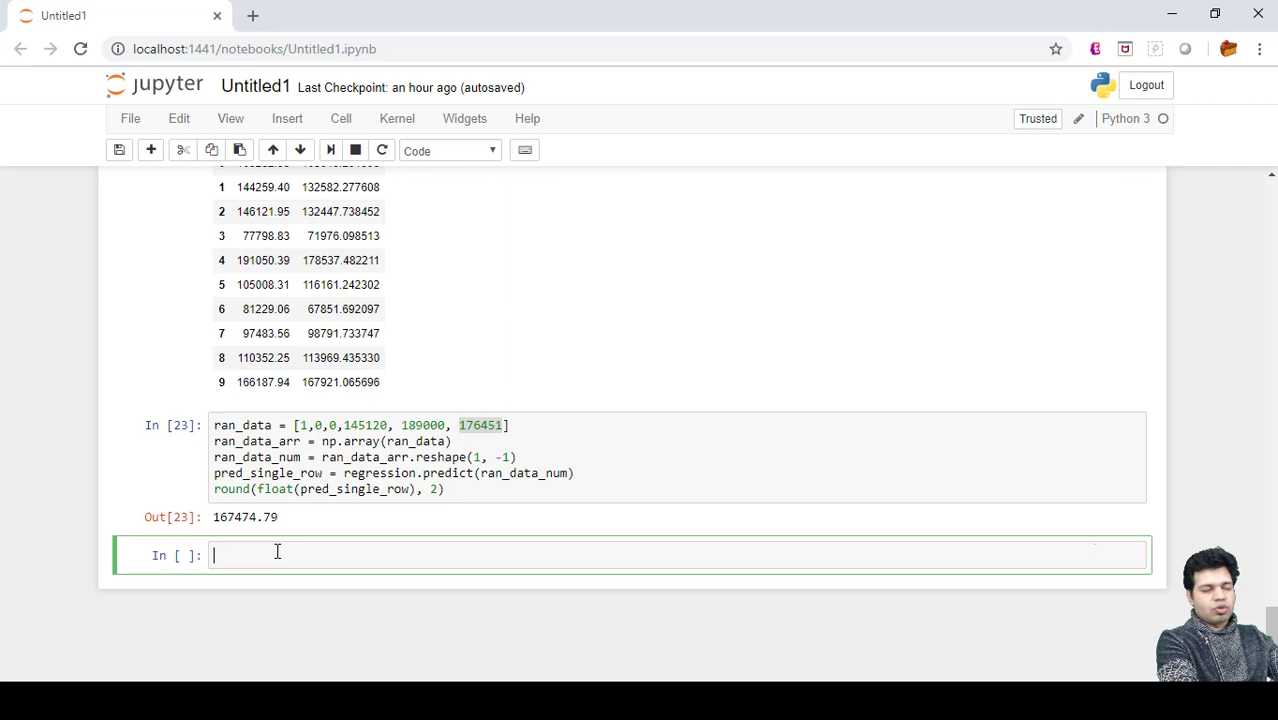 Untitled1
localhost:1441/notebooks/Untitled1.ipynb
jupyter Untitled1 Last Checkpoint: an hour ago (autosaved)
Logout
File Edit View Insert Cell Kernel Widgets Help
Trusted Python 3
Code
1 144259.40 132582.277608
2 146121.95 132447.738452
3 77798.83 71976.098513
4 191050.39 178537.482211
5 105008.31 116161.242302
6 81229.06 67851.692097
7 97483.56 98791.733747
8 110352.25 113969.435330
9 166187.94 167921.065696
In [23]: ran_data = [1,0,0,145120, 189000, 176451]
ran_data_arr = np.array(ran_data)
ran_data_num = ran_data_arr.reshape(1, -1)
pred_single_row = regression.predict(ran_data_num)
round(float(pred_single_row), 2)
Out[23]: 167474.79
In [ ]: